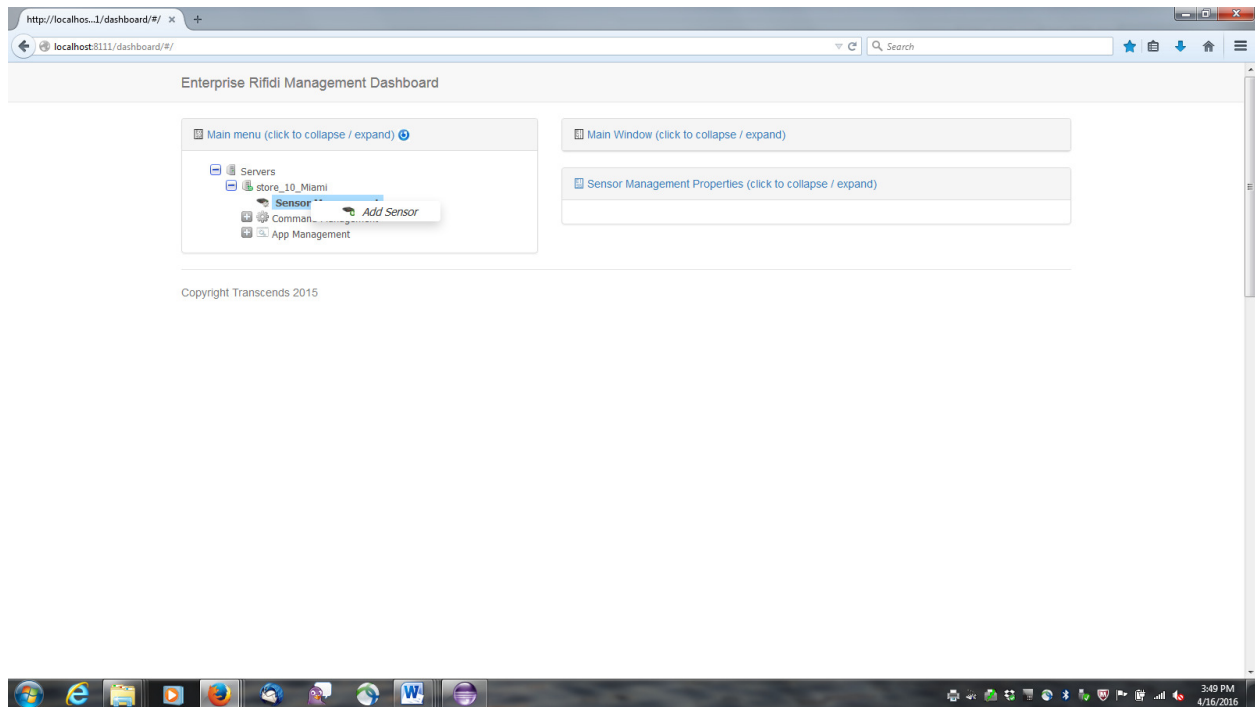 http://localhos...1/dashboard/#/ × +
localhost:8111/dashboard/#/
Search
Enterprise Rifidi Management Dashboard
Main menu (click to collapse / expand)
Main Window (click to collapse / expand)
Servers
store_10_Miami
Sensor
Add Sensor
App Management
Sensor Management Properties (click to collapse / expand)
Copyright Transcends 2015
3:49 PM
4/16/2016